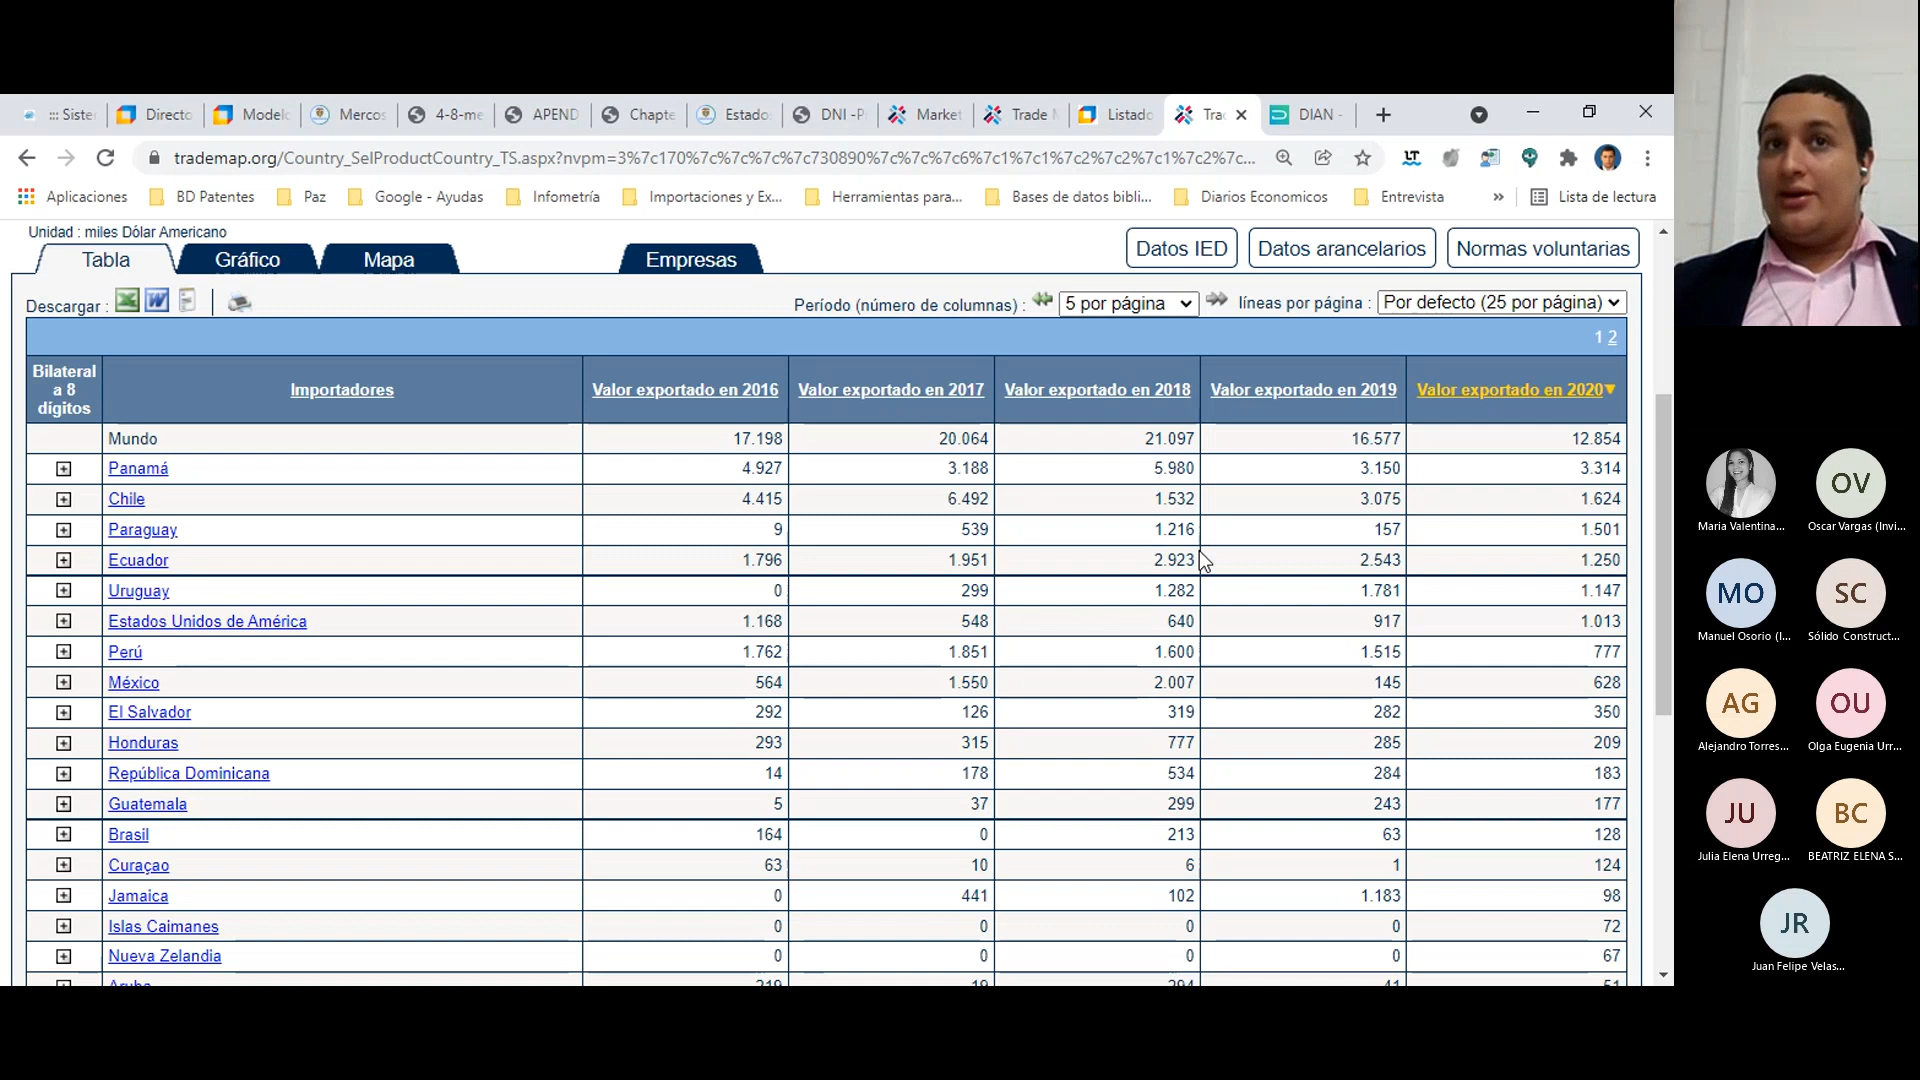 ::: Siste
Directo
Modelo
Mercos
4-8-me
APEND
Chapte
Estado
DNI -P
Market
Trade M
Listado
Trad
DIAN -
trademap.org/Country_SelProductCountry_TS.aspx?nvpm=3%7c170%7c%7c%7c%7c730890%7c%7c%7c6%7c1%7c1%7c2%7c2%7c1%7c2%7c...
Aplicaciones
BD Patentes
Paz
Google - Ayudas
Infometría
Importaciones y Ex...
Herramientas para...
Bases de datos bibli...
Diarios Economicos
Entrevista
»
Lista de lectura
Unidad : miles Dólar Americano
Tabla
Gráfico
Mapa
Empresas
Datos IED
Datos arancelarios
Normas voluntarias
Descargar :
Período (número de columnas) : 5 por página
líneas por página : Por defecto (25 por página)
1 2
Bilateral a 8 dígitos Importadores Valor exportado en 2016 Valor exportado en 2017 Valor exportado en 2018 Valor exportado en 2019 Valor exportado en 2020▼
Mundo 17.198 20.064 21.097 16.577 12.854
Panamá 4.927 3.188 5.980 3.150 3.314
Chile 4.415 6.492 1.532 3.075 1.624
Paraguay 9 539 1.216 157 1.501
Ecuador 1.796 1.951 2.923 2.543 1.250
Uruguay 0 299 1.282 1.781 1.147
Estados Unidos de América 1.168 548 640 917 1.013
Perú 1.762 1.851 1.600 1.515 777
México 564 1.550 2.007 145 628
El Salvador 292 126 319 282 350
Honduras 293 315 777 285 209
República Dominicana 14 178 534 284 183
Guatemala 5 37 299 243 177
Brasil 164 0 213 63 128
Curaçao 63 10 6 1 124
Jamaica 0 441 102 1.183 98
Islas Caimanes 0 0 0 0 72
Nueva Zelandia 0 0 0 0 67
Aruba 219 19 294 41 51
Maria Valentina...
OV
Oscar Vargas (Invi...
MO
Manuel Osorio (I...
SC
Sólido Construct...
AG
Alejandro Torres...
OU
Olga Eugenia Urr...
JU
Julia Elena Urreg...
BC
BEATRIZ ELENA S...
JR
Juan Felipe Velas...